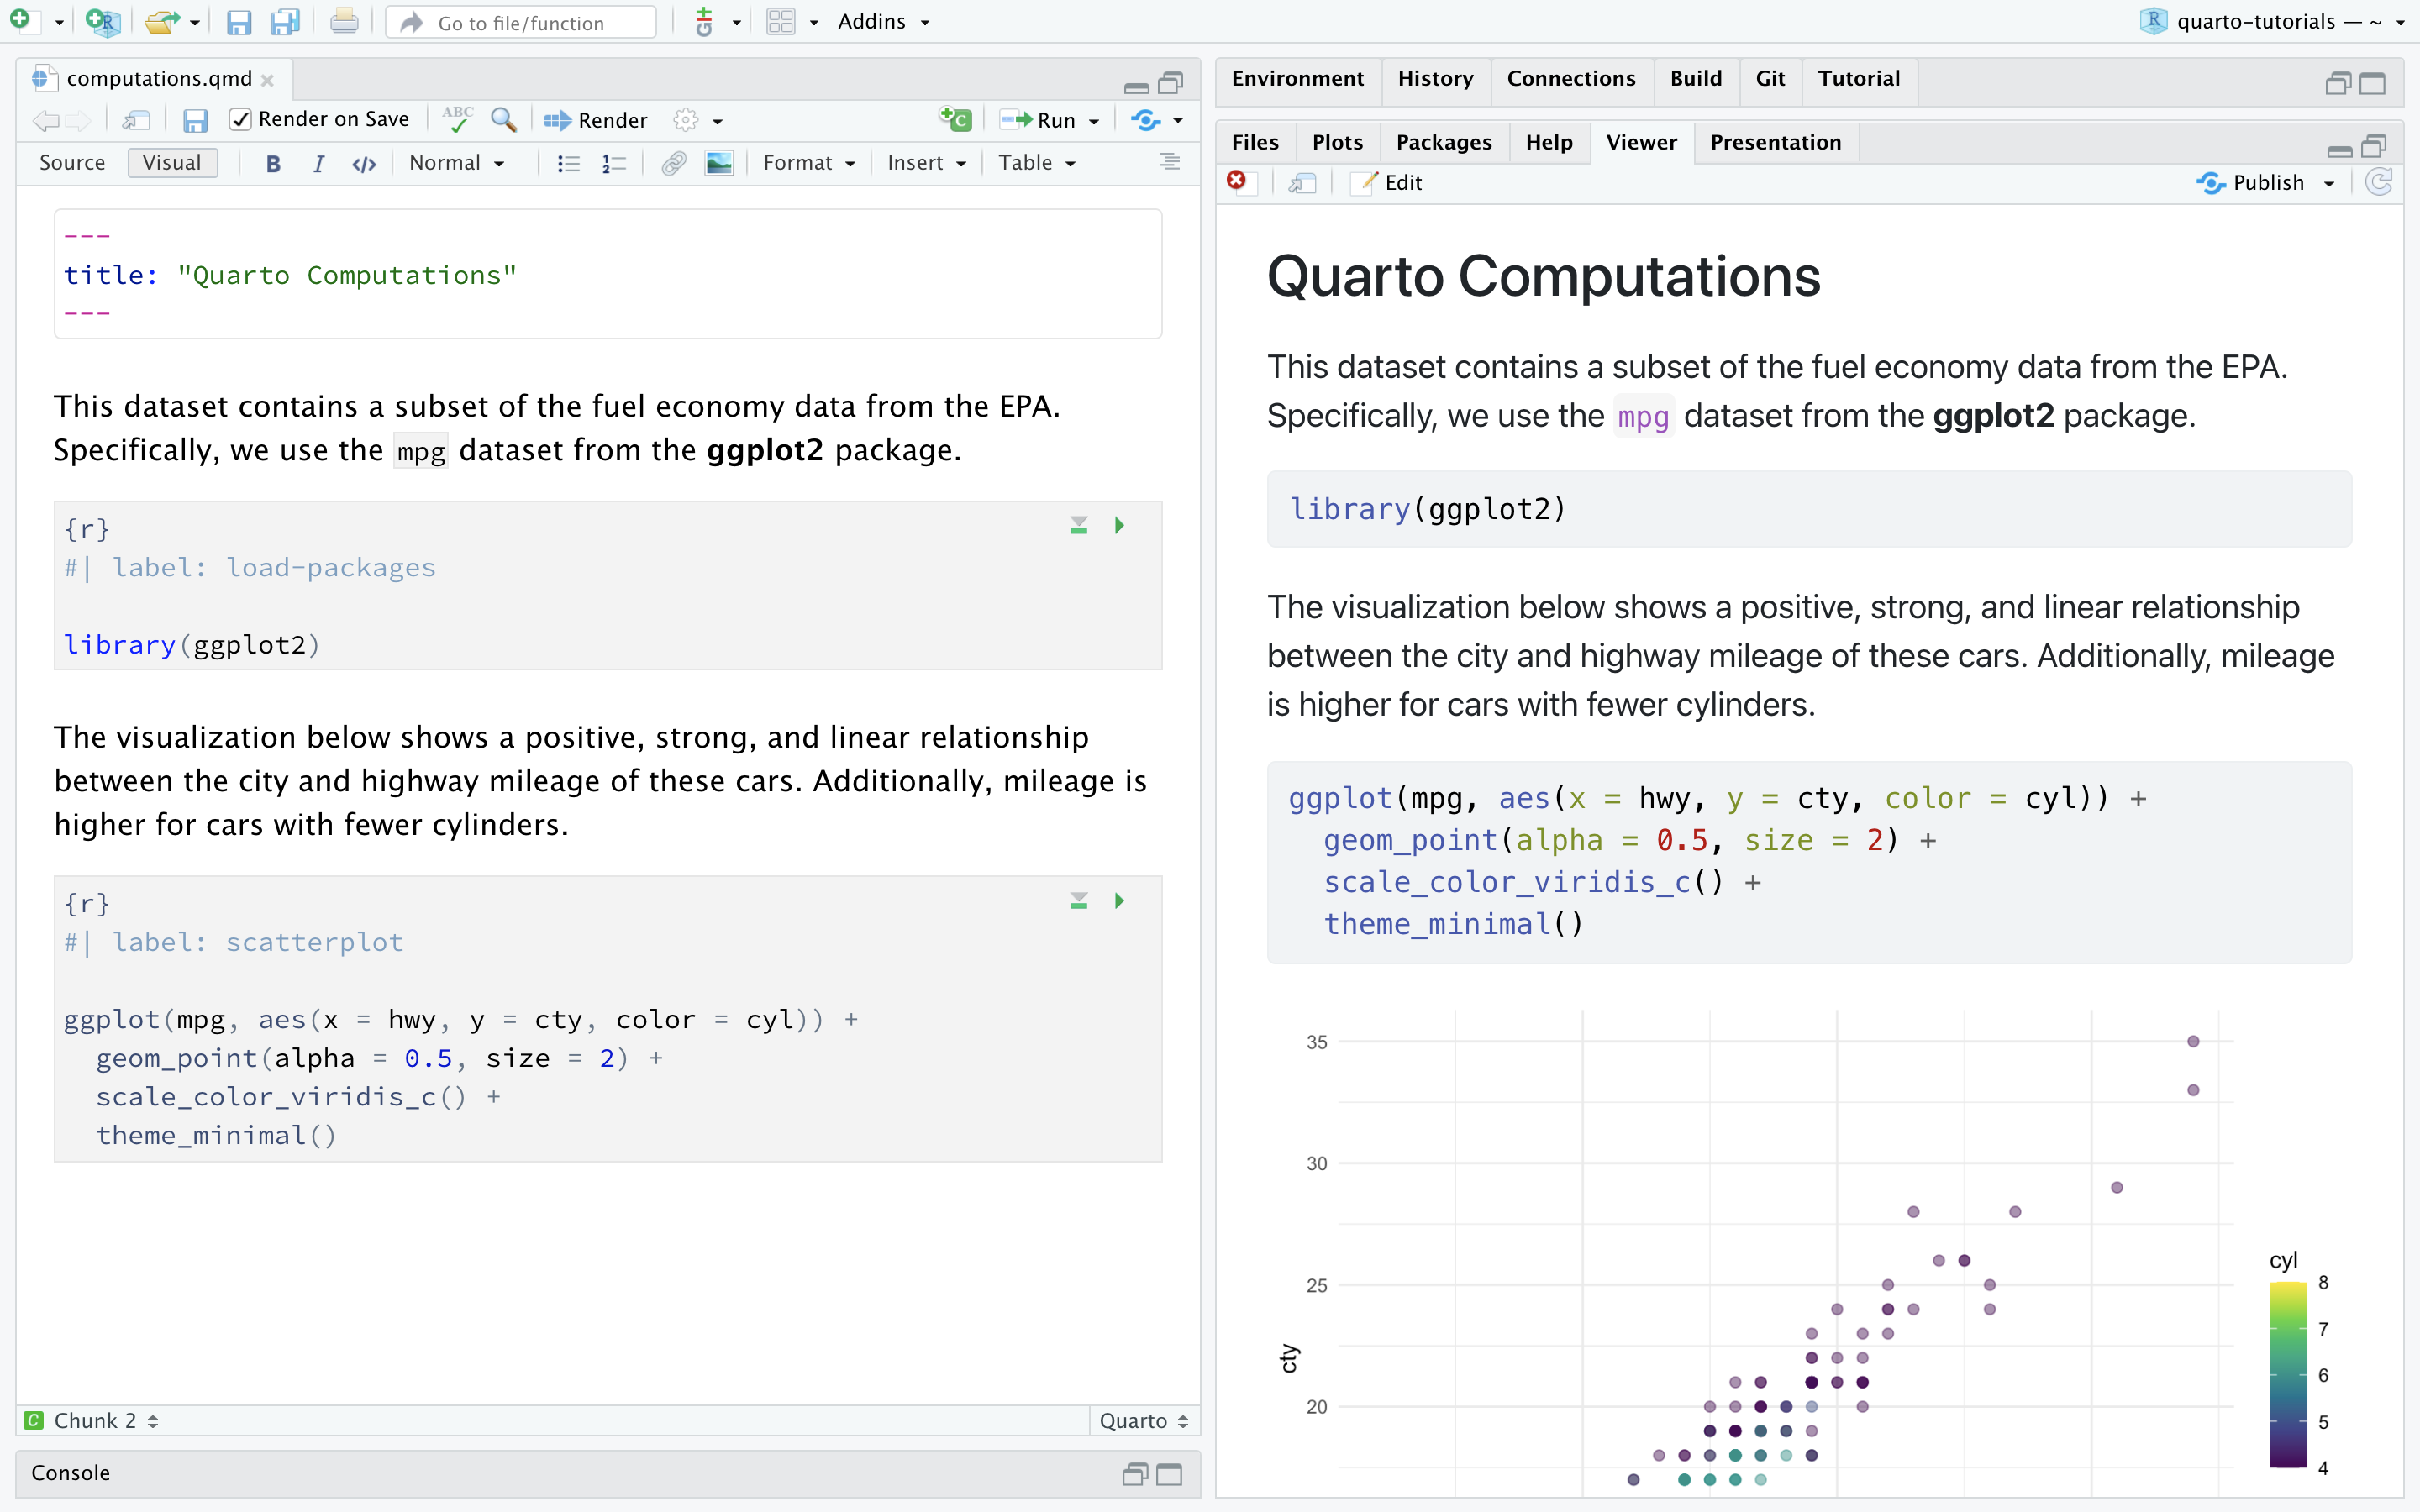 Go to file/function
Addins
quarto-tutorials — ~
computations.qmd
Render on Save
ABC
Render
Run
Source
Visual
B
I
</>
Normal
Format
Insert
Table
---
title: "Quarto Computations"
---
This dataset contains a subset of the fuel economy data from the EPA.
Specifically, we use the mpg dataset from the ggplot2 package.
{r}
#| label: load-packages
library(ggplot2)
The visualization below shows a positive, strong, and linear relationship
between the city and highway mileage of these cars. Additionally, mileage is
higher for cars with fewer cylinders.
{r}
#| label: scatterplot
ggplot(mpg, aes(x = hwy, y = cty, color = cyl)) +
geom_point(alpha = 0.5, size = 2) +
scale_color_viridis_c() +
theme_minimal()
C Chunk 2
Quarto
Console
Environment
History
Connections
Build
Git
Tutorial
Files
Plots
Packages
Help
Viewer
Presentation
Edit
Publish
Quarto Computations
This dataset contains a subset of the fuel economy data from the EPA.
Specifically, we use the mpg dataset from the ggplot2 package.
library(ggplot2)
The visualization below shows a positive, strong, and linear relationship
between the city and highway mileage of these cars. Additionally, mileage
is higher for cars with fewer cylinders.
ggplot(mpg, aes(x = hwy, y = cty, color = cyl)) +
geom_point(alpha = 0.5, size = 2) +
scale_color_viridis_c() +
theme_minimal()
35
30
25
20
cty
cyl
8
7
6
5
4